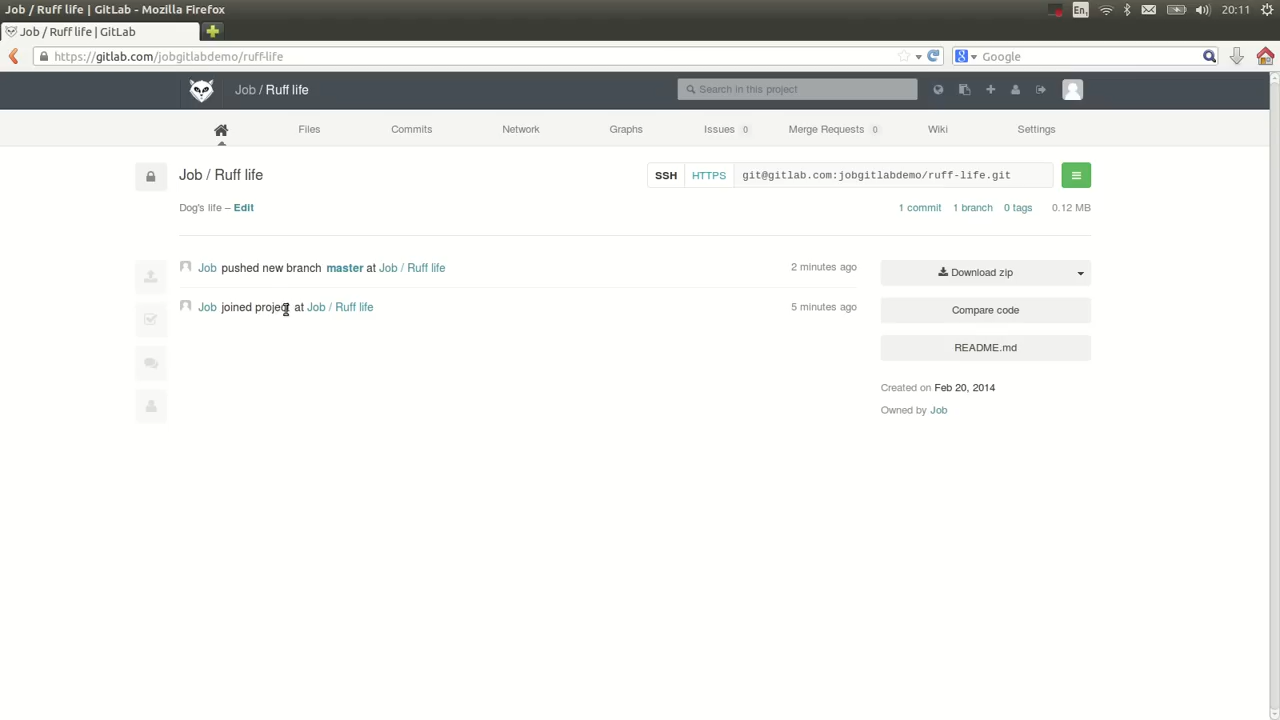 Job / Ruff life | GitLab - Mozilla Firefox
En
20:11
Job / Ruff life | GitLab
https://gitlab.com/jobgitlabdemo/ruff-life
Google
Job / Ruff life
Search in this project
Files
Commits
Network
Graphs
Issues 0
Merge Requests 0
Wiki
Settings
Job / Ruff life
SSH
HTTPS
git@gitlab.com:jobgitlabdemo/ruff-life.git
Dog's life – Edit
1 commit
1 branch
0 tags
0.12 MB
Job pushed new branch master at Job / Ruff life
2 minutes ago
Job joined project at Job / Ruff life
5 minutes ago
Download zip
Compare code
README.md
Created on Feb 20, 2014
Owned by Job